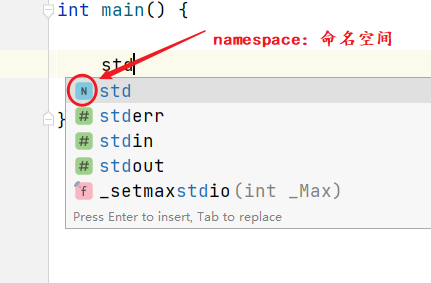 int main() {
namespace: 命名空间
std
N std
# stderr
# stdin
# stdout
f _setmaxstdio(int _Max)
}
Press Enter to insert, Tab to replace